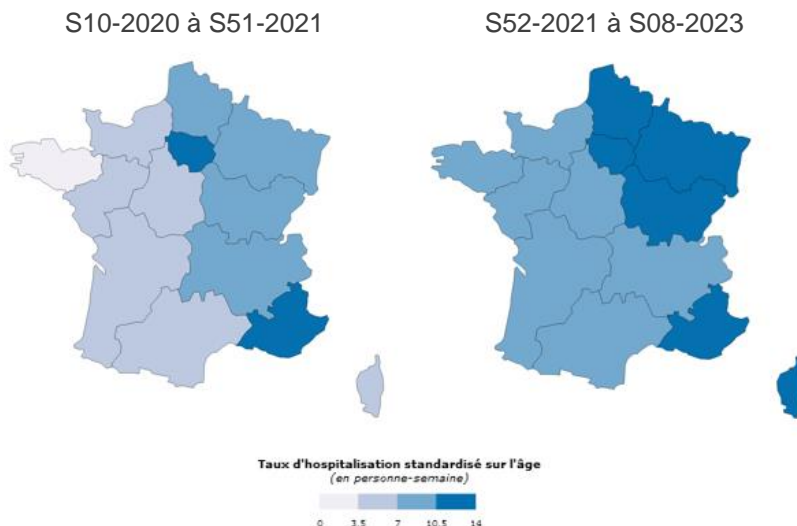 S10-2020 à S51-2021
S52-2021 à S08-2023
Taux d'hospitalisation standardisé sur l'âge
(en personne-semaine)
0 3.5 7 10.5 14